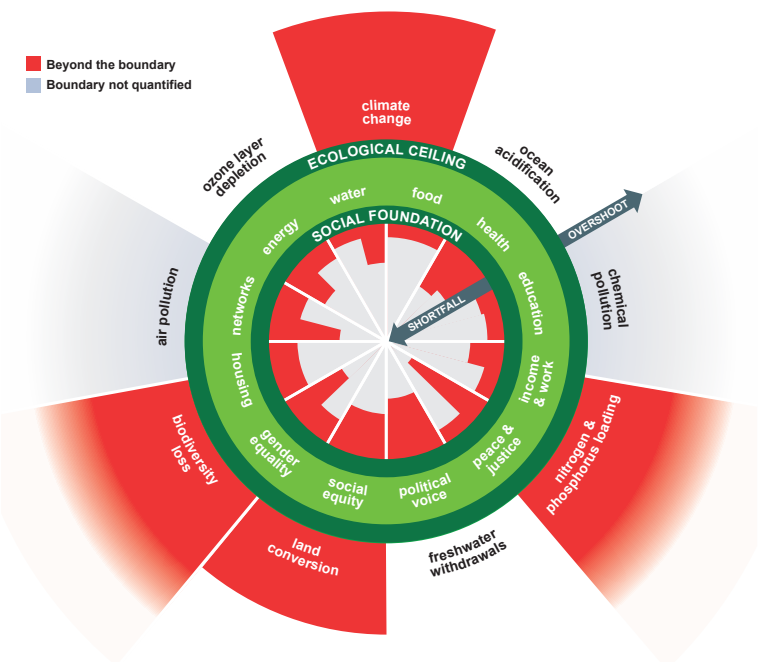 Beyond the boundary
Boundary not quantified
climate
change
ozone layer
depletion
ocean
acidification
ECOLOGICAL CEILING
water
food
energy
health
SOCIAL FOUNDATION
OVERSHOOT
air pollution
networks
SHORTFALL
education
chemical
pollution
housing
income
& work
biodiversity
loss
gender
equality
social
equity
political
voice
peace &
justice
nitrogen &
phosphorus loading
land
conversion
freshwater
withdrawals